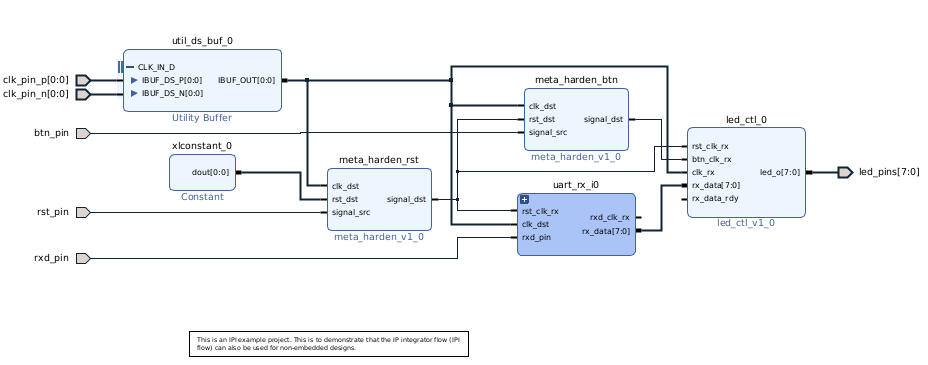 util_ds_buf_0
CLK_IN_D
clk_pin_p[0:0]
IBUF_DS_P[0:0] IBUF_OUT[0:0]
clk_pin_n[0:0]
IBUF_DS_N[0:0]
Utility Buffer
btn_pin
xlconstant_0
dout[0:0]
Constant
rst_pin
rxd_pin
meta_harden_rst
clk_dst
rst_dst signal_dst
signal_src
meta_harden_v1_0
meta_harden_btn
clk_dst
rst_dst signal_dst
signal_src
meta_harden_v1_0
uart_rx_i0
rst_clk_rx rxd_clk_rx
clk_dst rx_data[7:0]
rxd_pin
led_ctl_0
rst_clk_rx
btn_clk_rx
clk_rx led_o[7:0]
rx_data[7:0]
rx_data_rdy
led_ctl_v1_0
led_pins[7:0]
This is an IPI example project. This is to demonstrate that the IP integrator flow (IPI
flow) can also be used for non-embedded designs.